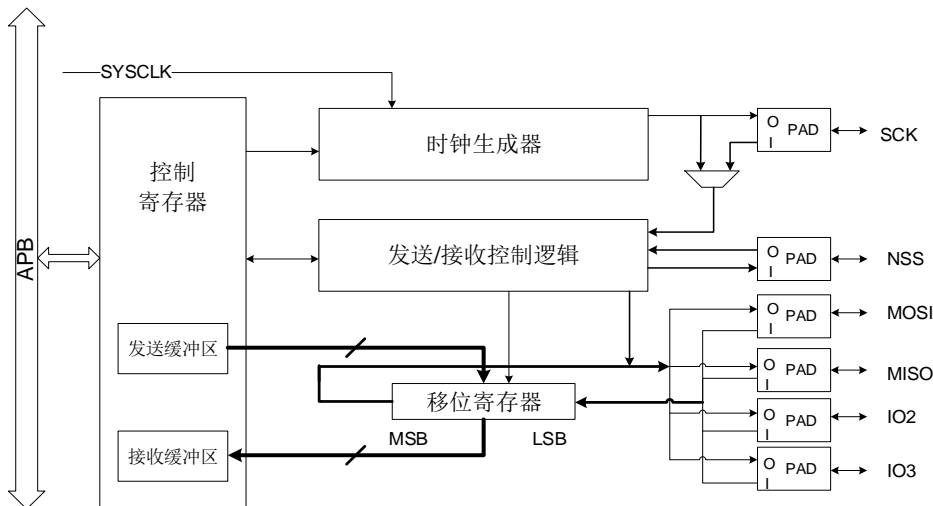 SYSCLK
时钟生成器
O
I
PAD
SCK
控制
寄存器
APB
发送/接收控制逻辑
O
I
PAD
NSS
O
I
PAD
MOSI
发送缓冲区
O
I
PAD
MISO
移位寄存器
MSB
LSB
O
I
PAD
IO2
接收缓冲区
O
I
PAD
IO3